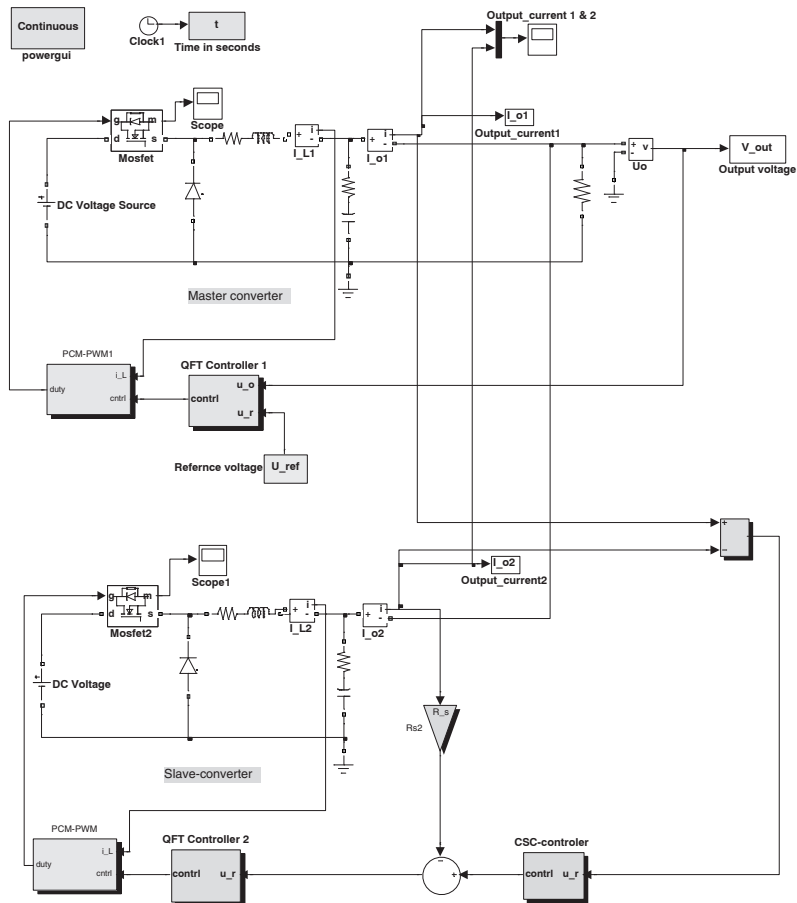 Continuous
powergui
Clock1
t
Time in seconds
Output_current 1 & 2
Scope
g
m
d
s
Mosfet
+
-
i
I_L1
+
-
i
I_o1
I_o1
Output_current1
+
-
v
Uo
V_out
Output voltage
+
DC Voltage Source
Master converter
PCM-PWM1
i_L
duty
cntrl
QFT Controller 1
u_o
contrl
u_r
Refernce voltage
U_ref
+
-
Scope1
g
m
d
s
Mosfet2
+
-
i
I_L2
+
-
i
I_o2
I_o2
Output_current2
+
DC Voltage
R_s
Rs2
Slave-converter
PCM-PWM
i_L
duty
cntrl
QFT Controller 2
contrl
u_r
-
+
CSC-controler
contrl
u_r